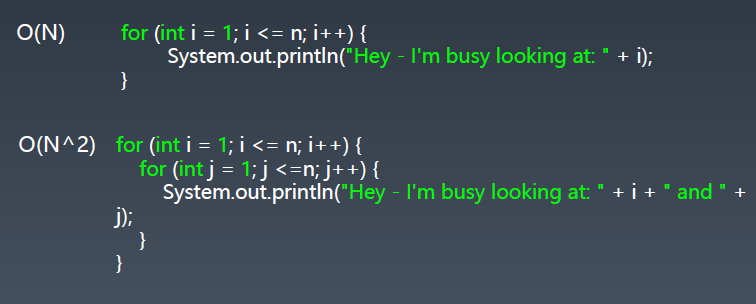 O(N) for (int i = 1; i <= n; i++) {
System.out.println("Hey - I'm busy looking at: " + i);
}
O(N^2) for (int i = 1; i <= n; i++) {
for (int j = 1; j <=n; j++) {
System.out.println("Hey - I'm busy looking at: " + i + " and " +
j);
}
}